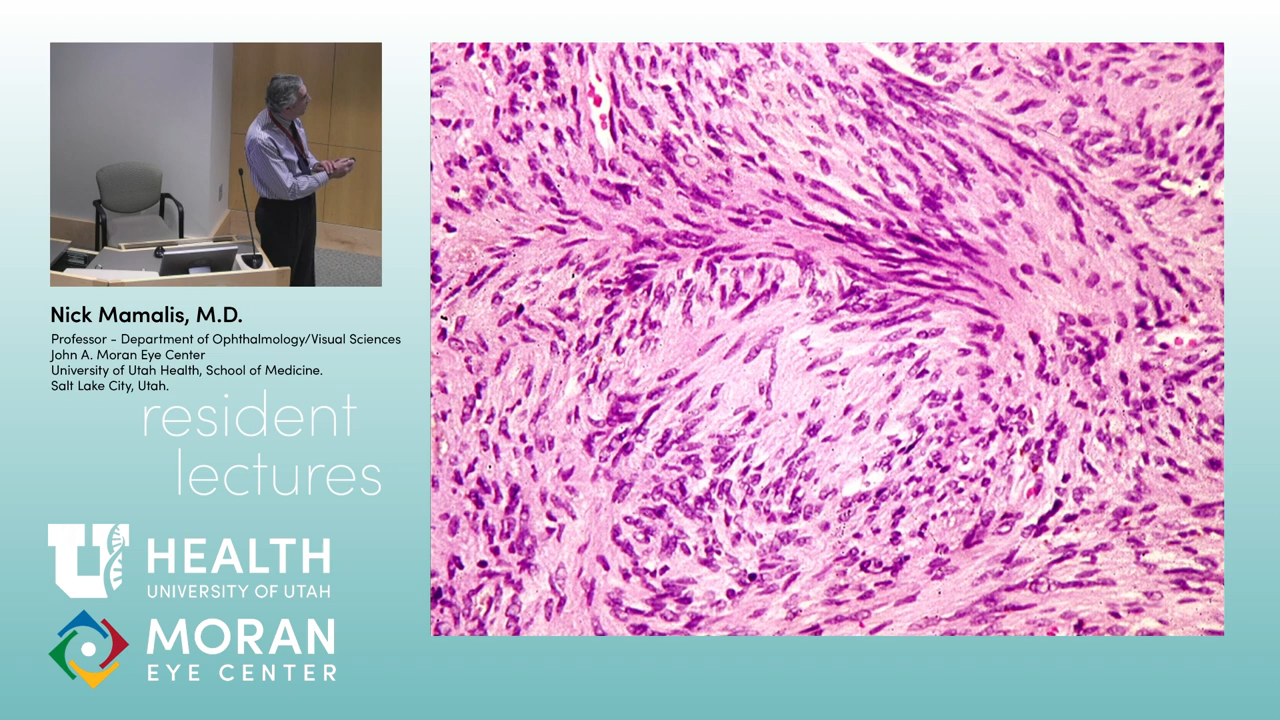 Nick Mamalis, M.D.
Professor - Department of Ophthalmology/Visual Sciences
John A. Moran Eye Center
University of Utah Health, School of Medicine.
Salt Lake City, Utah.
resident
lectures
U HEALTH
UNIVERSITY OF UTAH
MORAN
EYE CENTER